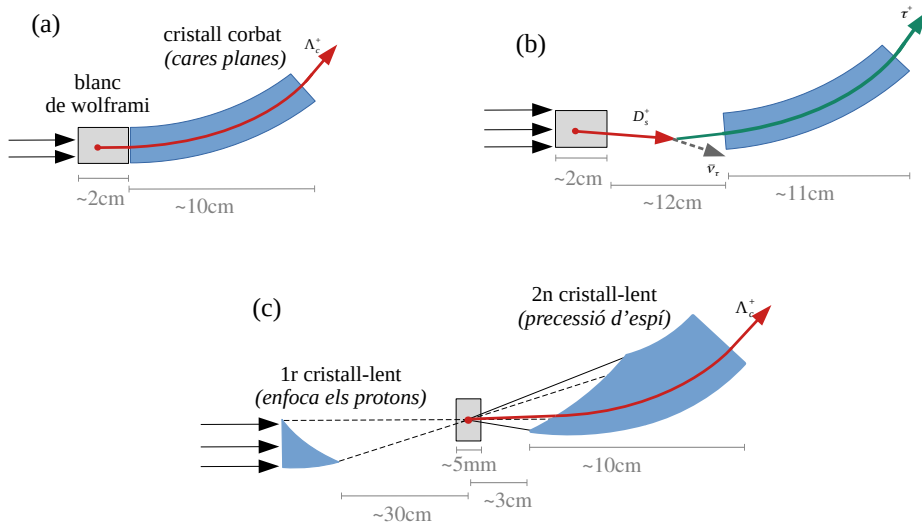 (a)
cristall corbat
(cares planes)
Λc+
blanc
de wolframi
~2cm
~10cm
(b)
τ+
Ds+
ν̄τ
~2cm
~12cm
~11cm
(c)
2n cristall-lent
(precessió d'espí)
Λc+
1r cristall-lent
(enfoca els protons)
~5mm
~10cm
~3cm
~30cm